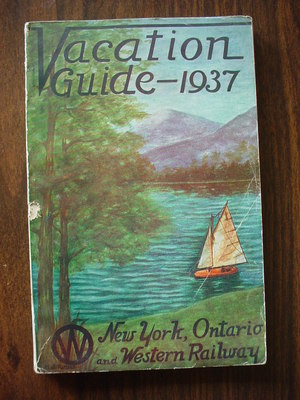 Vacation
Guide-1937
New York, Ontario
and Western Railway
W